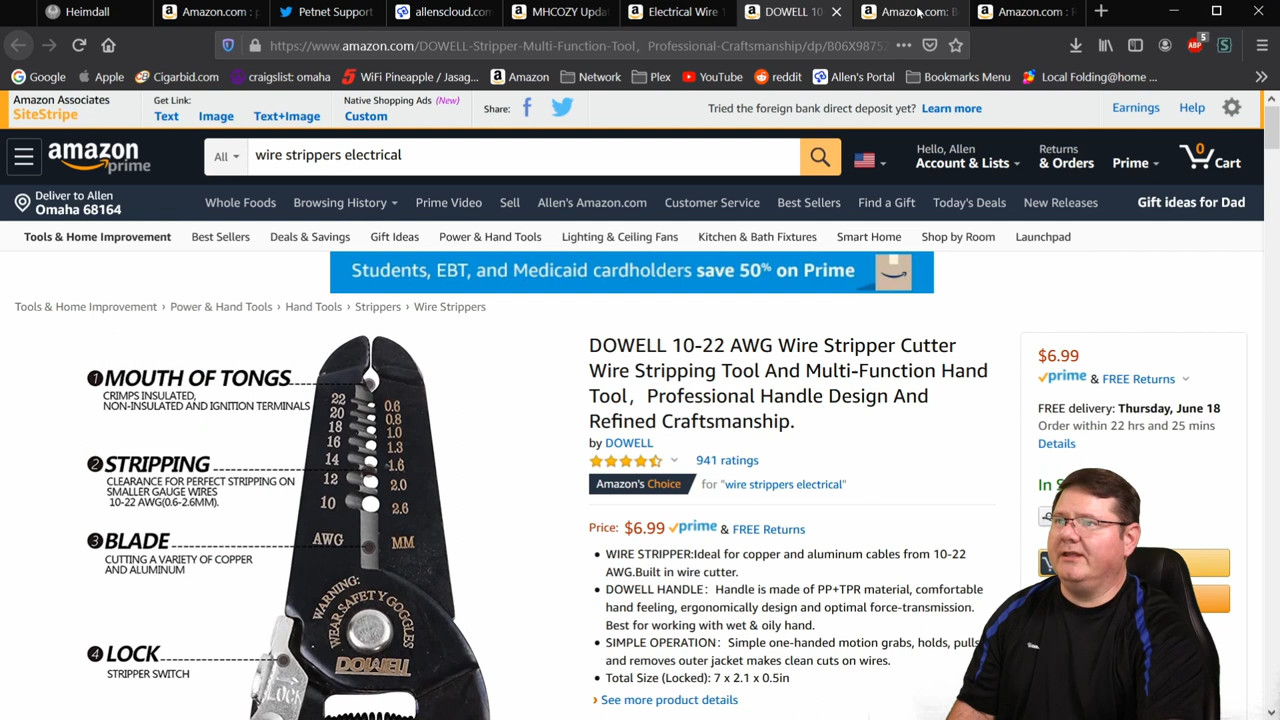 Heimdall
Amazon.com : p
Petnet Support
allenscloud.com
MHCOZY Upda
Electrical Wire
DOWELL 10
Amazon.com: B
Amazon.com :
https://www.amazon.com/DOWELL-Stripper-Multi-Function-Tool，Professional-Craftsmanship/dp/B06X9875
ABP
5
S
Google
Apple
Cigarbid.com
craigslist: omaha
WiFi Pineapple / Jasag...
Amazon
Network
Plex
YouTube
reddit
Allen's Portal
Bookmarks Menu
Local Folding@home ...
Amazon Associates
SiteStripe
Get Link:
Text
Image
Text+Image
Native Shopping Ads (New)
Custom
Share:
Tried the foreign bank direct deposit yet? Learn more
Earnings
Help
amazon
prime
All
wire strippers electrical
Hello, Allen
Account & Lists
Returns
& Orders
Prime
0
Cart
Deliver to Allen
Omaha 68164
Whole Foods
Browsing History
Prime Video
Sell
Allen's Amazon.com
Customer Service
Best Sellers
Find a Gift
Today's Deals
New Releases
Gift ideas for Dad
Tools & Home Improvement
Best Sellers
Deals & Savings
Gift Ideas
Power & Hand Tools
Lighting & Ceiling Fans
Kitchen & Bath Fixtures
Smart Home
Shop by Room
Launchpad
Students, EBT, and Medicaid cardholders save 50% on Prime
Tools & Home Improvement › Power & Hand Tools › Hand Tools › Strippers › Wire Strippers
1 MOUTH OF TONGS
CRIMPS INSULATED,
NON-INSULATED AND IGNITION TERMINALS
2 STRIPPING
CLEARANCE FOR PERFECT STRIPPING ON
SMALLER GAUGE WIRES
10-22 AWG(0.6-2.6MM).
3 BLADE
CUTTING A VARIETY OF COPPER
AND ALUMINUM
4 LOCK
STRIPPER SWITCH
22 0.6
20 0.8
18 1.0
16 1.3
14 1.6
12 2.0
10 2.6
AWG MM
WARNING:
WEAR SAFETY GOGGLES
DOWELL
LOCK
DOWELL 10-22 AWG Wire Stripper Cutter
Wire Stripping Tool And Multi-Function Hand
Tool，Professional Handle Design And
Refined Craftsmanship.
by DOWELL
941 ratings
Amazon's Choice for "wire strippers electrical"
Price: $6.99 prime & FREE Returns
• WIRE STRIPPER:Ideal for copper and aluminum cables from 10-22
AWG.Built in wire cutter.
• DOWELL HANDLE：Handle is made of PP+TPR material, comfortable
hand feeling, ergonomically design and optimal force-transmission.
Best for working with wet & oily hand.
• SIMPLE OPERATION：Simple one-handed motion grabs, holds, pulls
and removes outer jacket makes clean cuts on wires.
• Total Size (Locked): 7 x 2.1 x 0.5in
› See more product details
$6.99
prime & FREE Returns
FREE delivery: Thursday, June 18
Order within 22 hrs and 25 mins
Details
In S